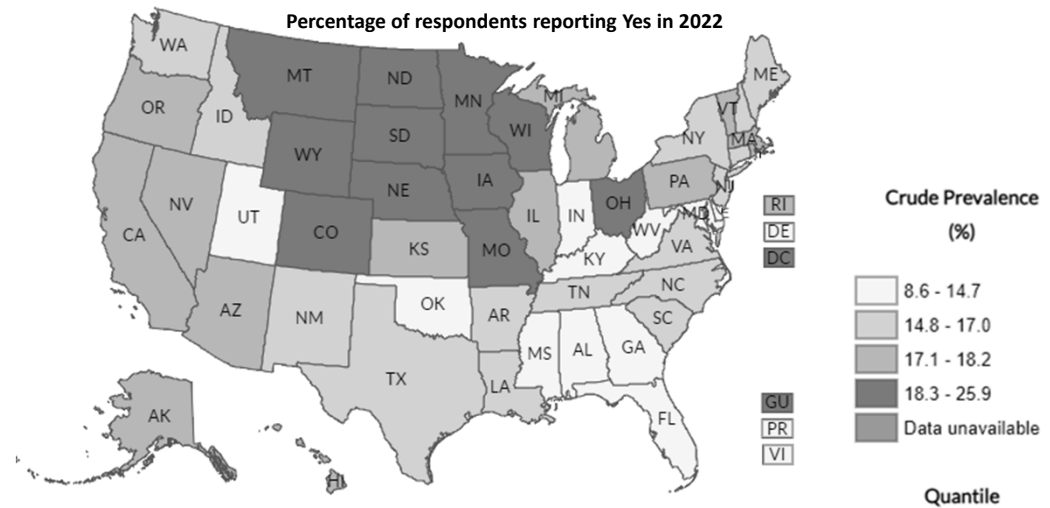 Percentage of respondents reporting Yes in 2022
WA
MT
ND
MN
MI
ME
OR
ID
SD
WI
VT
NY
MA
WY
NE
IA
PA
NJ
NV
UT
CO
KS
MO
IL
IN
OH
WV
MD
E
VA
KY
CA
RI
DE
DC
AZ
NM
OK
AR
TN
NC
SC
TX
LA
MS
AL
GA
FL
AK
HI
GU
PR
VI
Crude Prevalence
(%)
8.6 - 14.7
14.8 - 17.0
17.1 - 18.2
18.3 - 25.9
Data unavailable
Quantile